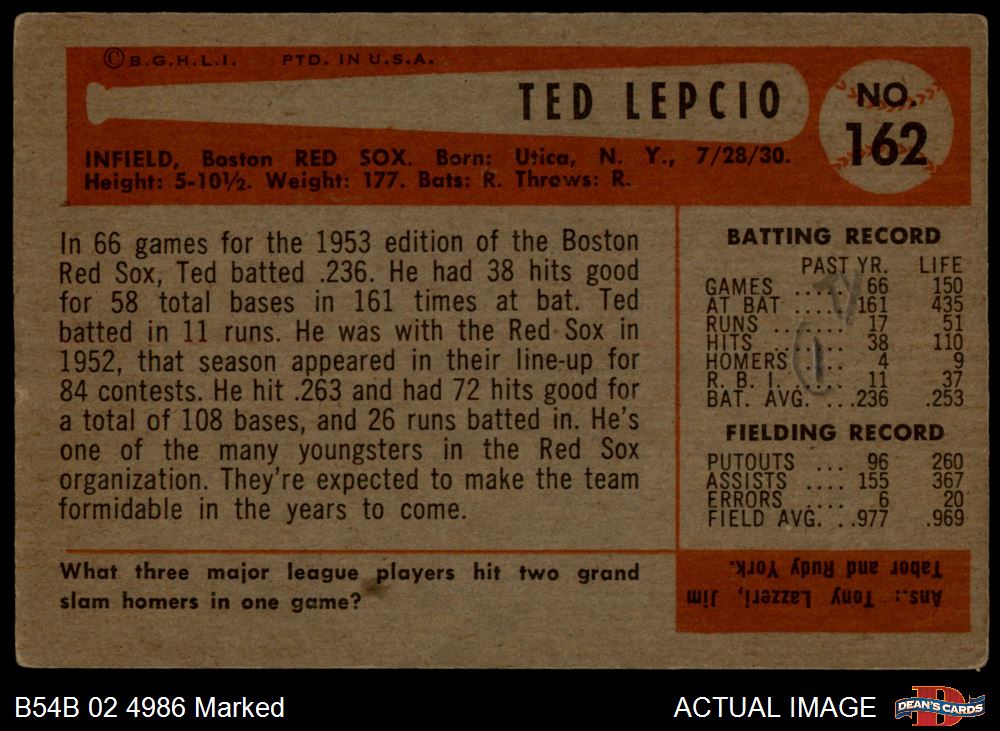 © B.G.H.L.I. PTD. IN U.S.A.
TED LEPCIO
NO.
162
INFIELD, Boston RED SOX. Born: Utica, N. Y., 7/28/30.
Height: 5-10½. Weight: 177. Bats: R. Throws: R.
In 66 games for the 1953 edition of the Boston
Red Sox, Ted batted .236. He had 38 hits good
for 58 total bases in 161 times at bat. Ted
batted in 11 runs. He was with the Red Sox in
1952, that season appeared in their line-up for
84 contests. He hit .263 and had 72 hits good for
a total of 108 bases, and 26 runs batted in. He's
one of the many youngsters in the Red Sox
organization. They're expected to make the team
formidable in the years to come.
BATTING RECORD
PAST YR. LIFE
GAMES ..... 66 150
AT BAT .... 161 435
RUNS ....... 17 51
HITS ....... 38 110
HOMERS ..... 4 9
R. B. I. ..... 11 37
BAT. AVG. ... .236 .253
FIELDING RECORD
PUTOUTS ... 96 260
ASSISTS .... 155 367
ERRORS .... 6 20
FIELD AVG. . .977 .969
What three major league players hit two grand
slam homers in one game?
Ans.: Tony Lazzeri, Jim
Tabor and Rudy York.
B54B 02 4986 Marked
ACTUAL IMAGE
D
DEAN'S CARDS